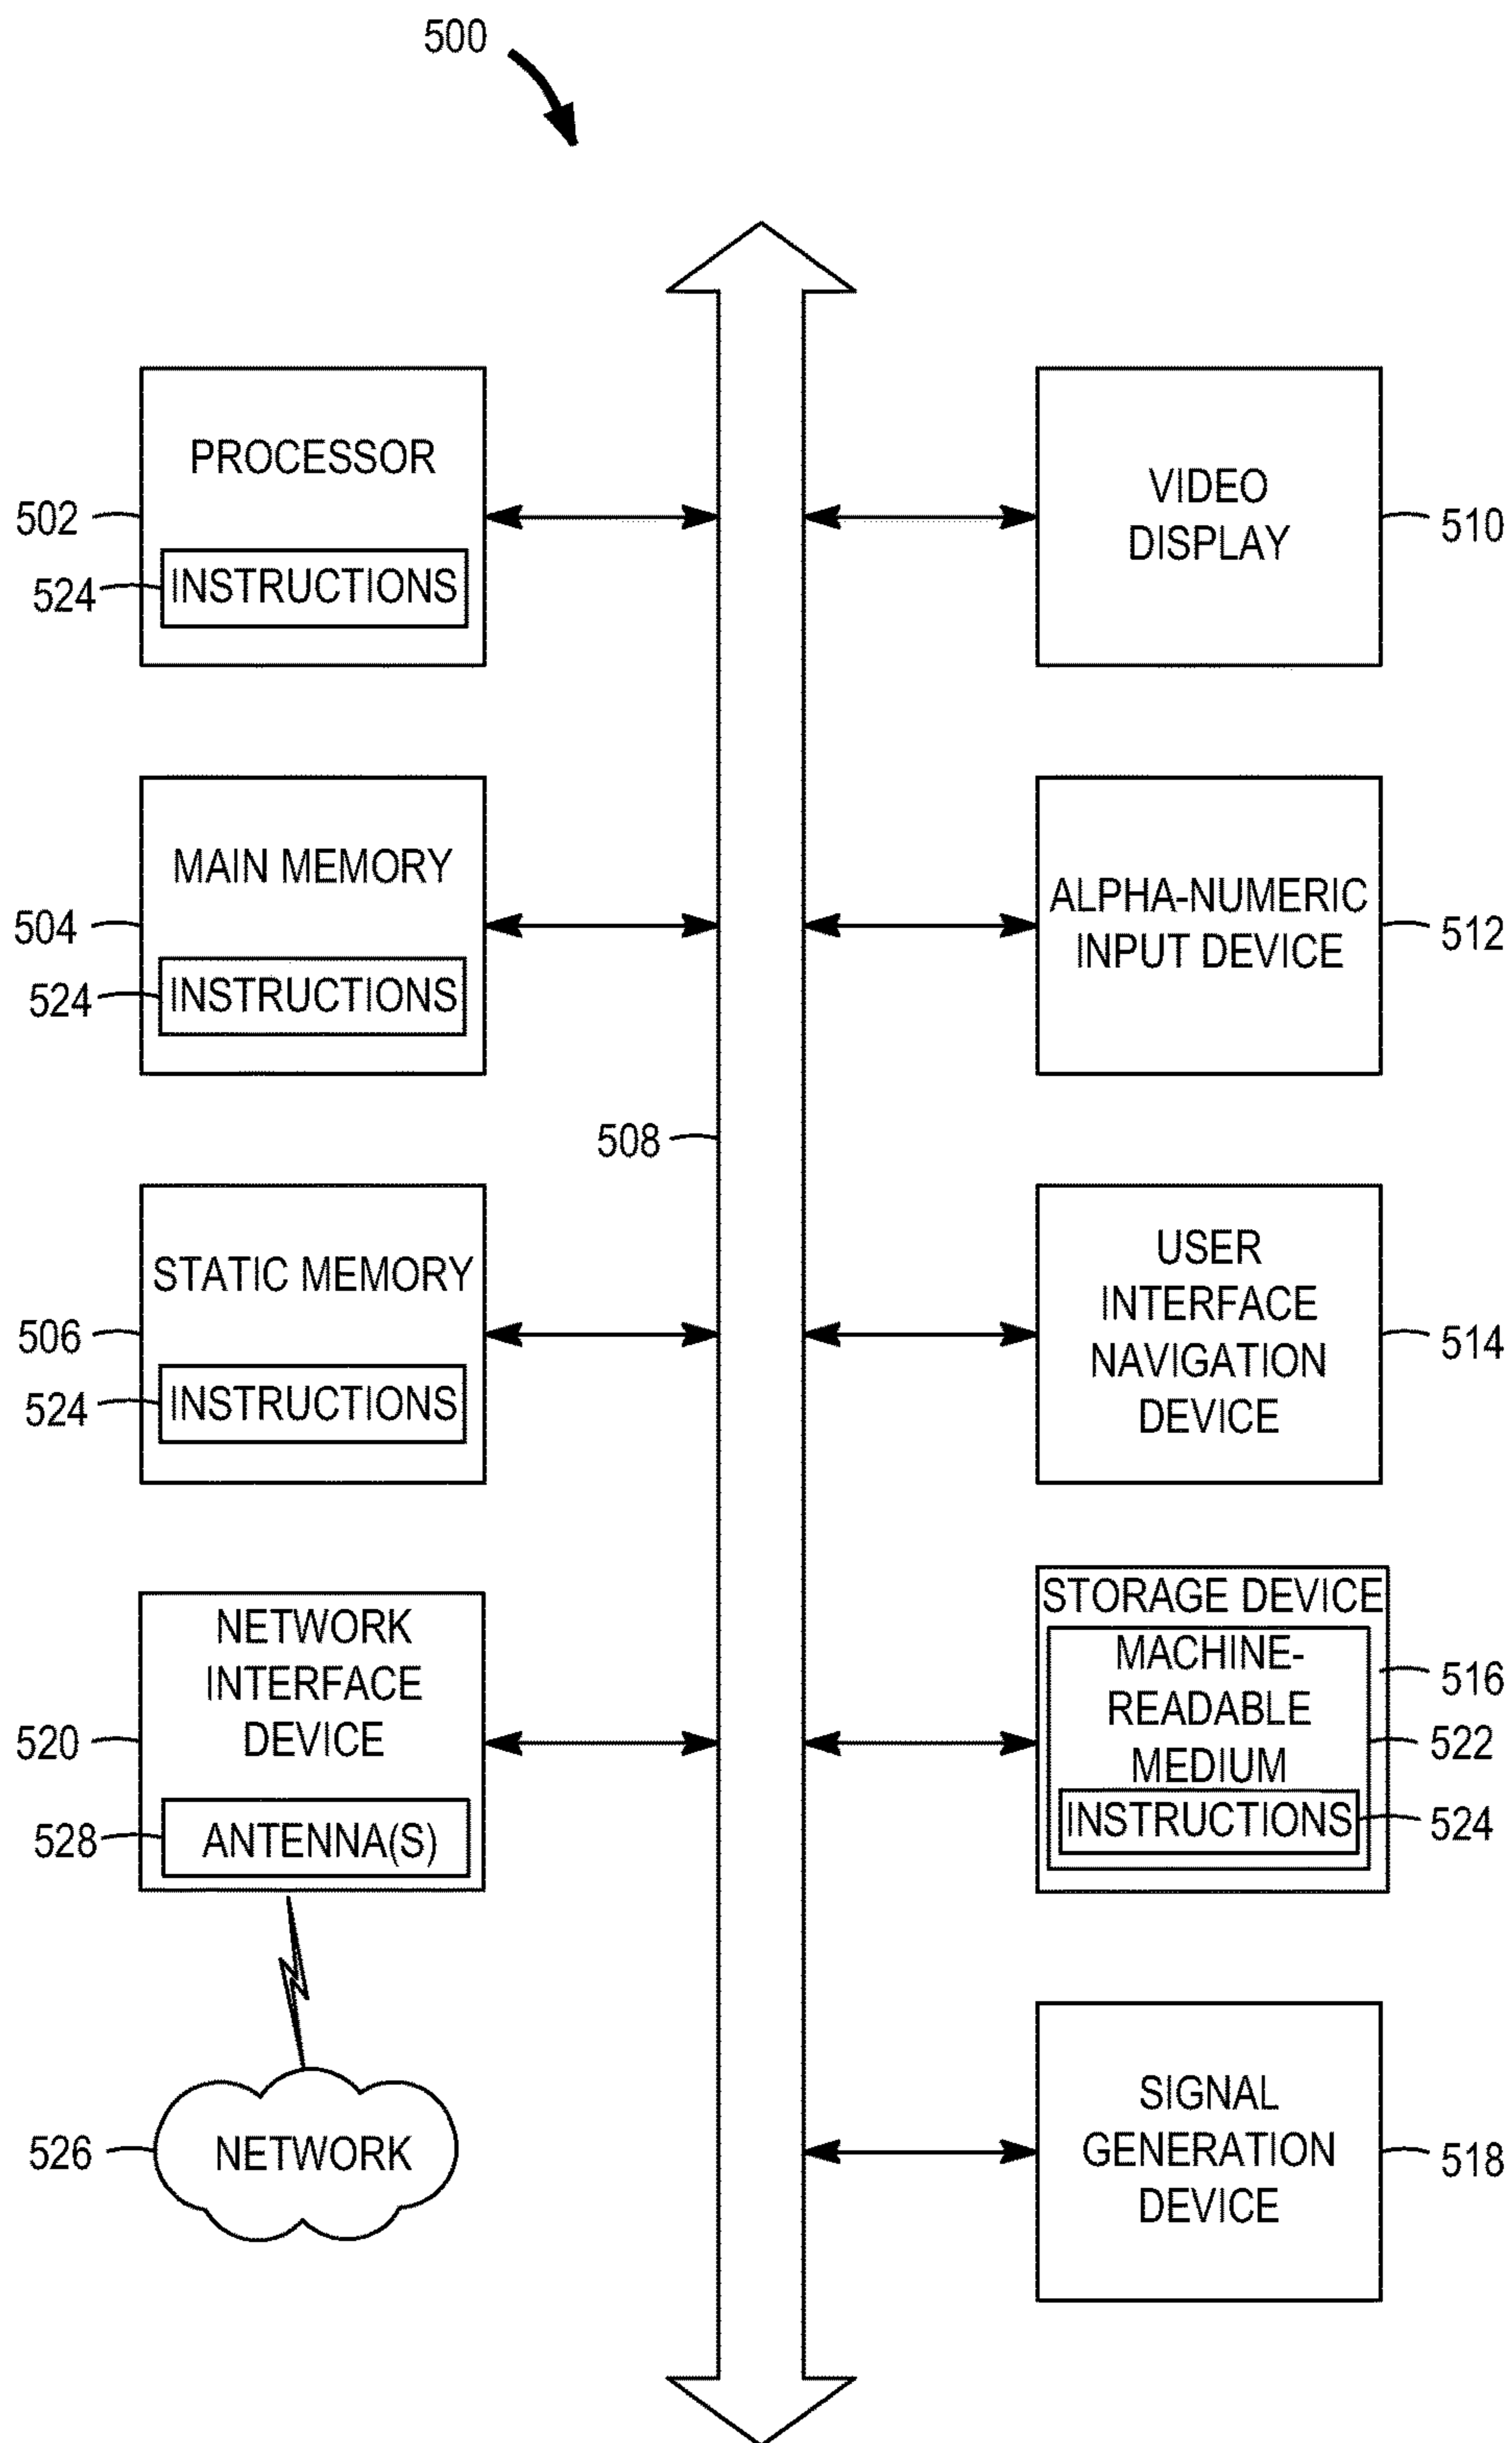 500
PROCESSOR
502
524
INSTRUCTIONS
VIDEO
DISPLAY
510
MAIN MEMORY
504
524
INSTRUCTIONS
ALPHA-NUMERIC
INPUT DEVICE
512
508
STATIC MEMORY
506
524
INSTRUCTIONS
USER
INTERFACE
NAVIGATION
DEVICE
514
NETWORK
INTERFACE
DEVICE
520
528
ANTENNA(S)
STORAGE DEVICE
MACHINE-
READABLE
MEDIUM
INSTRUCTIONS
516
522
524
526
NETWORK
SIGNAL
GENERATION
DEVICE
518